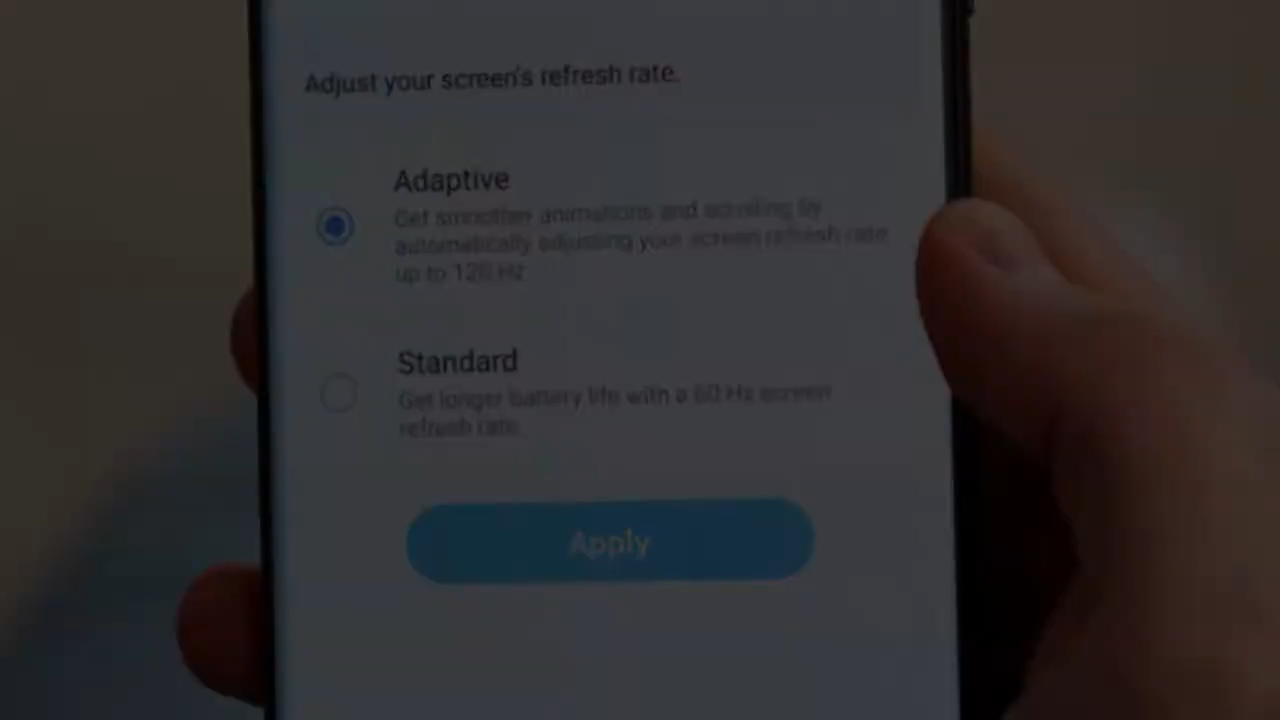 Adjust your screen's refresh rate.
Adaptive
Get smoother animations and scrolling by
automatically adjusting your screen refresh rate
up to 120 Hz
Standard
Get longer battery life with a 60 Hz screen
refresh rate.
Apply